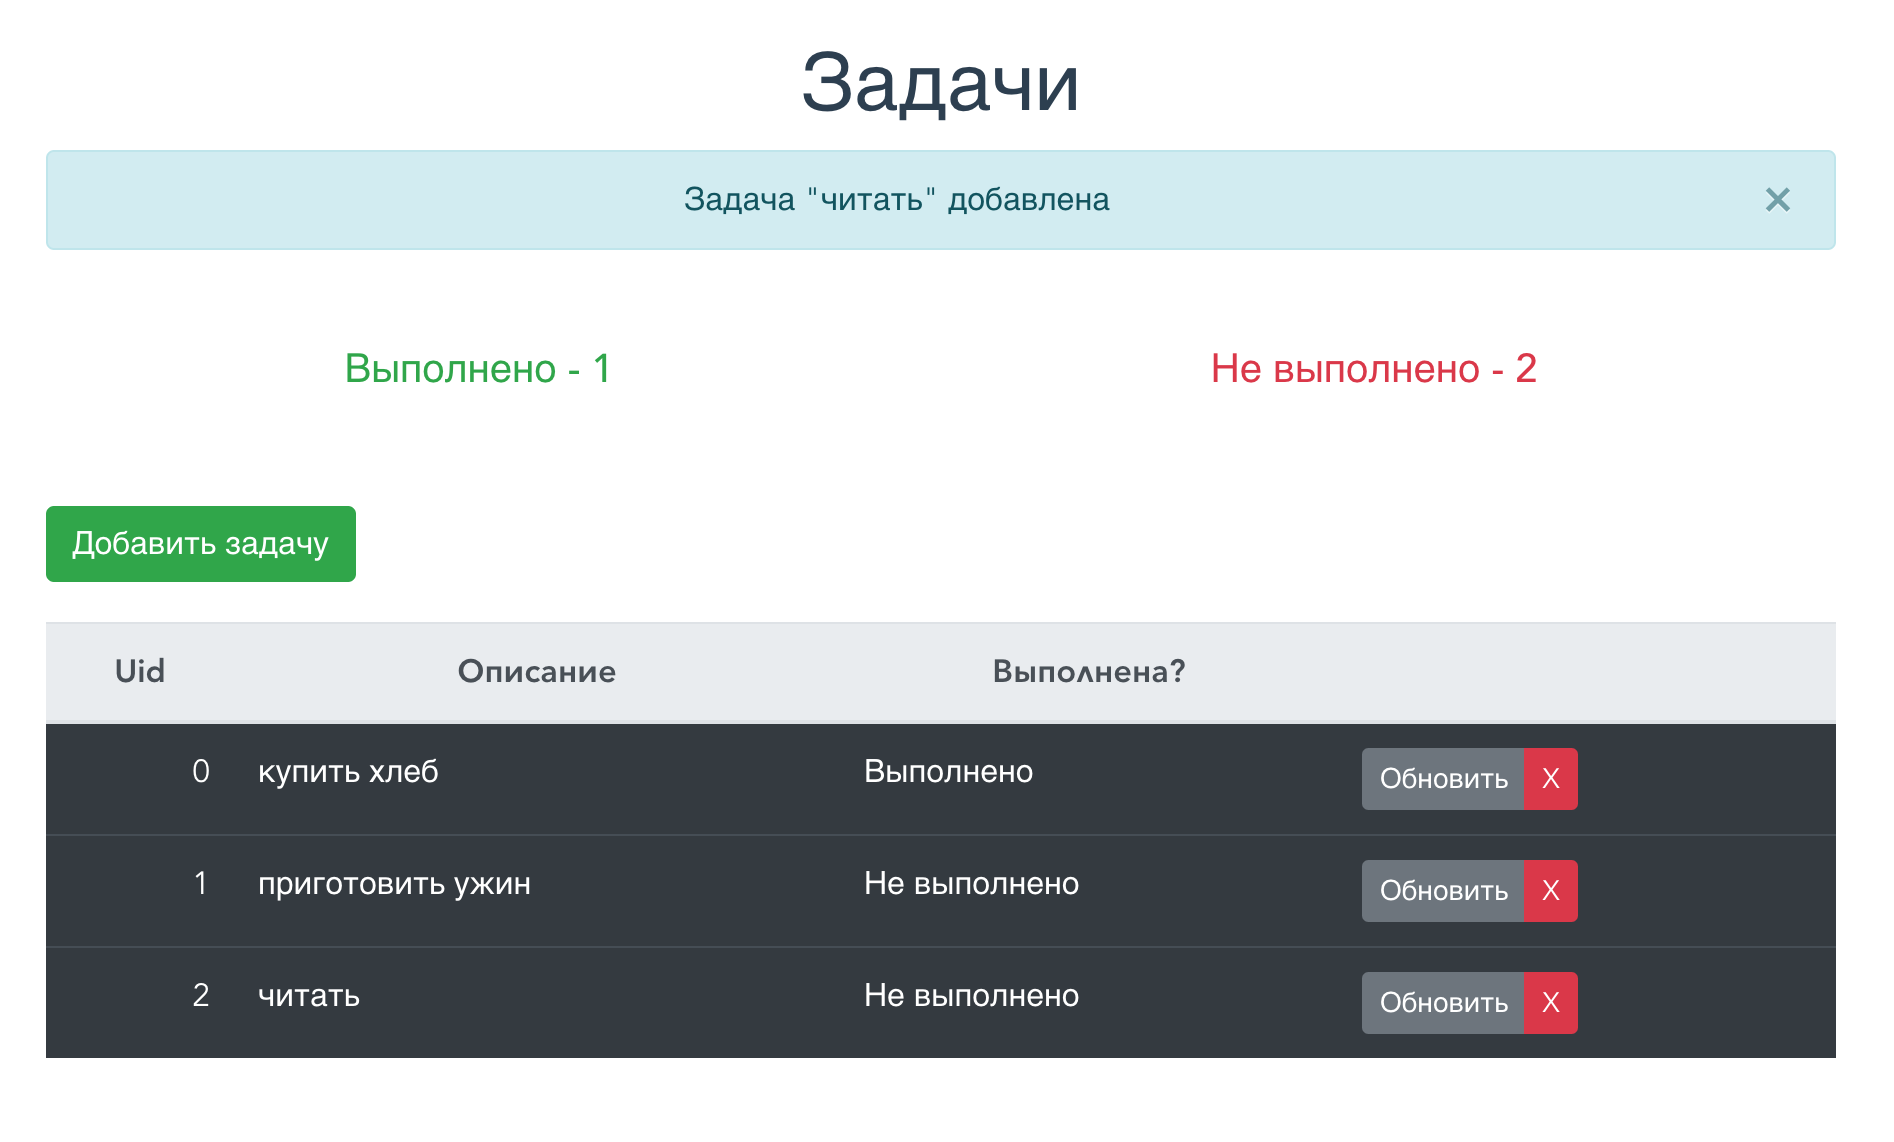 Задачи
Задача "читать" добавлена ×
Выполнено - 1 Не выполнено - 2
Добавить задачу
Uid Описание Выполнена?
0 купить хлеб Выполнено Обновить X
1 приготовить ужин Не выполнено Обновить X
2 читать Не выполнено Обновить X